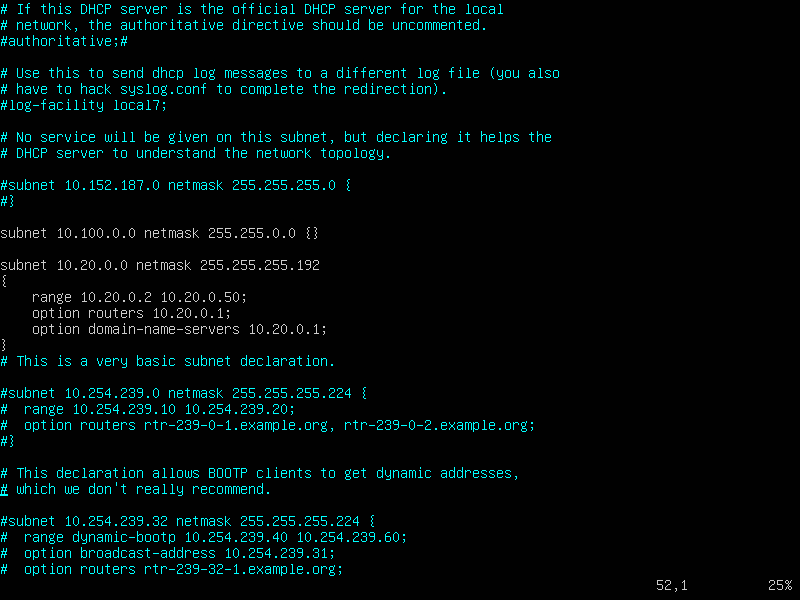 # If this DHCP server is the official DHCP server for the local
# network, the authoritative directive should be uncommented.
#authoritative;#
# Use this to send dhcp log messages to a different log file (you also
# have to hack syslog.conf to complete the redirection).
#log-facility local7;
# No service will be given on this subnet, but declaring it helps the
# DHCP server to understand the network topology.
#subnet 10.152.187.0 netmask 255.255.255.0 {
#}
subnet 10.100.0.0 netmask 255.255.0.0 {}
subnet 10.20.0.0 netmask 255.255.255.192
{
    range 10.20.0.2 10.20.0.50;
    option routers 10.20.0.1;
    option domain-name-servers 10.20.0.1;
}
# This is a very basic subnet declaration.
#subnet 10.254.239.0 netmask 255.255.255.224 {
#  range 10.254.239.10 10.254.239.20;
#  option routers rtr-239-0-1.example.org, rtr-239-0-2.example.org;
#}
# This declaration allows BOOTP clients to get dynamic addresses,
# which we don't really recommend.
#subnet 10.254.239.32 netmask 255.255.255.224 {
#  range dynamic-bootp 10.254.239.40 10.254.239.60;
#  option broadcast-address 10.254.239.31;
#  option routers rtr-239-32-1.example.org;
52,1 25%